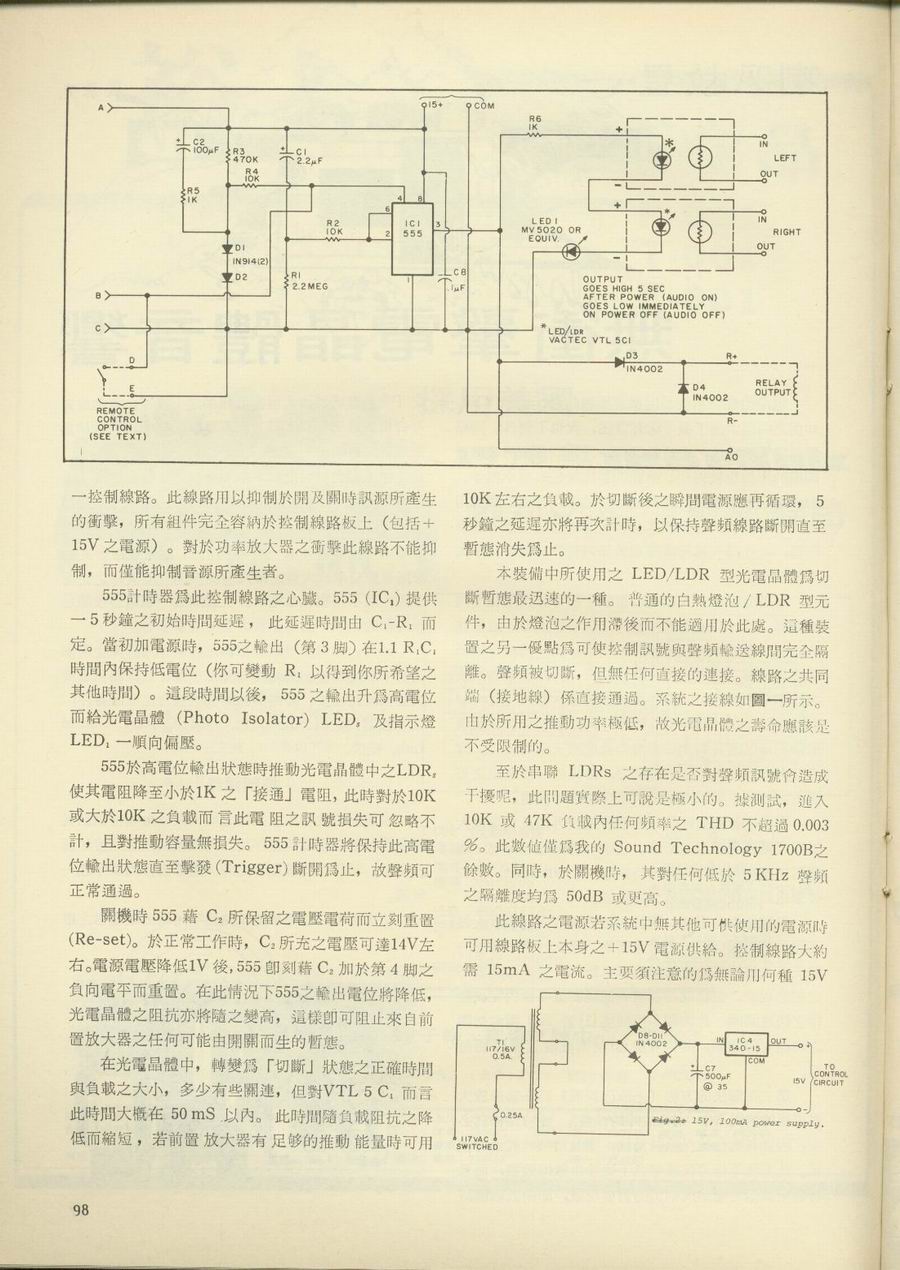 A
15+
COM
C2
100µF
R3
470K
R4
10K
C1
2.2µF
R5
1K
R2
10K
4
8
6
2
3
1
IC1
555
R6
1K
+
*
IN
LEFT
OUT
−
+
*
IN
RIGHT
OUT
−
LED1
MV5020 OR
EQUIV.
D1
IN914(2)
D2
R1
2.2MEG
C8
.1µF
B
C
OUTPUT
GOES HIGH 5 SEC
AFTER POWER (AUDIO ON)
GOES LOW IMMEDIATELY
ON POWER OFF (AUDIO OFF)
* LED/LDR
VACTEC VTL 5C1
D
E
REMOTE
CONTROL
OPTION
(SEE TEXT)
D3
IN4002
R+
D4
IN4002
RELAY
OUTPUT
R-
AO
一控制線路。此線路用以抑制於開及關時訊源所產生
的衝擊，所有組件完全容納於控制線路板上（包括＋
15V 之電源）。對於功率放大器之衝擊此線路不能抑
制，而僅能抑制音源所產生者。
555計時器爲此控制線路之心臟。555 (IC₁) 提供
一 5 秒鐘之初始時間延遲，此延遲時間由 C₁-R₁ 而
定。當初加電源時，555之輸出（第 3 脚）在1.1 R₁C₁
時間內保持低電位（你可變動 R₁ 以得到你所希望之
其他時間）。這段時間以後， 555 之輸出升爲高電位
而給光電晶體 (Photo Isolator) LED₂ 及指示燈
LED₁ 一順向偏壓。
555於高電位輸出狀態時推動光電晶體中之LDR₂
使其電阻降至小於1K 之「接通」電阻，此時對於10K
或大於10K 之負載而言此電阻之訊號損失可忽略不
計，且對推動容量無損失。 555 計時器將保持此高電
位輸出狀態直至擊發 (Trigger) 斷開爲止，故聲頻可
正常通過。
關機時 555 藉 C₂ 所保留之電壓電荷而立刻重置
(Re-set)。於正常工作時，C₂ 所充之電壓可達14V左
右。電源電壓降低1V 後，555 卽刻藉 C₂ 加於第 4 脚之
負向電平而重置。在此情況下555之輸出電位將降低，
光電晶體之阻抗亦將隨之變高，這樣卽可阻止來自前
置放大器之任何可能由開關而生的暫態。
在光電晶體中，轉變爲「切斷」狀態之正確時間
與負載之大小，多少有些關連，但對VTL 5 C₁ 而言
此時間大概在 50 mS 以內。 此時間隨負載阻抗之降
低而縮短，若前置放大器有足够的推動能量時可用
10K 左右之負載。於切斷後之瞬間電源應再循環， 5
秒鐘之延遲亦將再次計時，以保持聲頻線路斷開直至
暫態消失爲止。
本裝備中所使用之 LED/LDR 型光電晶體爲切
斷暫態最迅速的一種。 普通的白熱燈泡 / LDR 型元
件，由於燈泡之作用滯後而不能適用於此處。這種裝
置之另一優點爲可使控制訊號與聲頻輸送線間完全隔
離。聲頻被切斷，但無任何直接的連接。線路之共同
端（接地線）係直接通過。系統之接線如圖一所示。
由於所用之推動功率極低，故光電晶體之壽命應該是
不受限制的。
至於串聯 LDRs 之存在是否對聲頻訊號會造成
干擾呢，此問題實際上可說是極小的。據測試，進入
10K 或 47K 負載內任何頻率之 THD 不超過 0.003
％。此數值僅爲我的 Sound Technology 1700B之
餘數。同時，於關機時， 其對任何低於 5 KHz 聲頻
之隔離度均爲 50dB 或更高。
此線路之電源若系統中無其他可供使用的電源時
可用線路板上本身之＋15V 電源供給。控制線路大約
需 15mA 之電流。主要須注意的爲無論用何種 15V
T1
117/16V
0.5A.
0.25A
117VAC
SWITCHED
D8-D11
IN4002
IN
IC4
340-15
OUT
COM
+
C7
500µF
@ 35
15V
TO
CONTROL
CIRCUIT
Fig. 2: 15V, 100mA power supply.
98